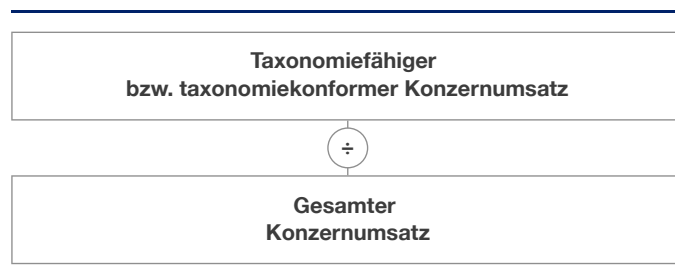 Taxonomiefähiger
bzw. taxonomiekonformer Konzernumsatz
÷
Gesamter
Konzernumsatz